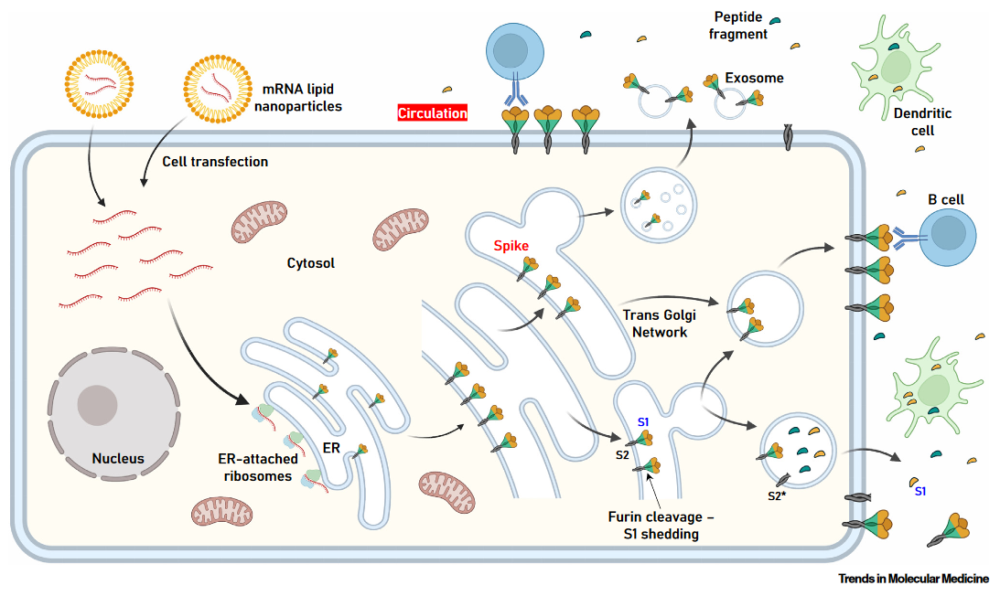 Peptide
fragment
mRNA lipid
nanoparticles
Circulation
Exosome
Dendritic
cell
Cell transfection
B cell
Spike
Cytosol
Trans Golgi
Network
S1
S2
Nucleus
ER-attached
ribosomes
ER
S2*
S1
Furin cleavage –
S1 shedding
Trends in Molecular Medicine